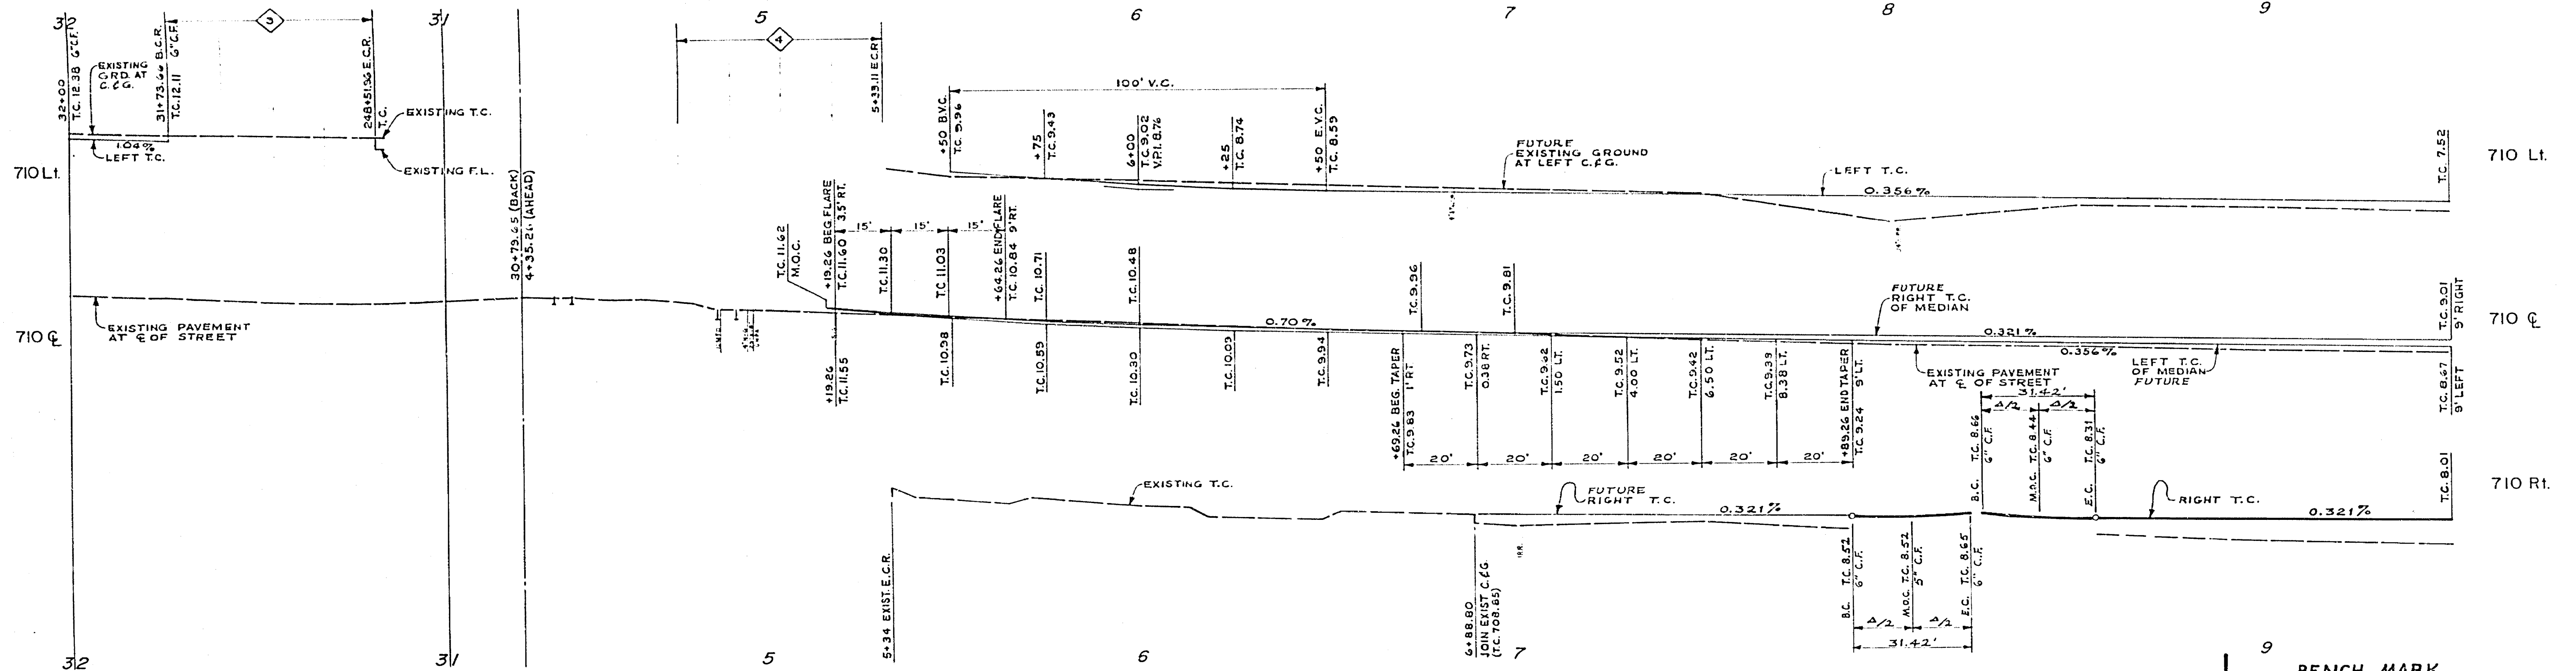 32
31
5
6
7
8
9
3
4
32+00
T.C. 12.38 6"C.F.
31+73.66 B.C.R.
T.C. 12.11 6"C.F.
248+51.96 E.C.R.
T.C.
EXISTING
GRD. AT
C.&G.
1.04%
LEFT T.C.
EXISTING T.C.
EXISTING F.L.
5+33.11 E.C.R.
100' V.C.
+50 B.V.C.
T.C. 9.96
+75
T.C. 9.43
6+00
T.C. 9.02
V.P.I. 8.76
+25
T.C. 8.74
+50 E.V.C.
T.C. 8.59
FUTURE
EXISTING GROUND
AT LEFT C.&G.
LEFT T.C.
0.356%
T.C. 7.52
710 Lt.
710 Lt.
30+79.65 (BACK)
4+35.26 (AHEAD)
T.C. 11.62
M.O.C.
+19.26 BEG. FLARE
T.C. 11.60 3.5' RT.
15'
15'
15'
T.C. 11.30
T.C. 11.03
+64.26 END FLARE
T.C. 10.84 9' RT.
T.C. 10.71
T.C. 10.48
T.C. 9.96
T.C. 9.81
0.70%
FUTURE
RIGHT T.C.
OF MEDIAN
0.321%
T.C. 9.01
9' RIGHT
710 ℄
710 ℄
EXISTING PAVEMENT
AT ℄ OF STREET
+19.26
T.C. 11.55
T.C. 10.98
T.C. 10.59
T.C. 10.30
T.C. 10.09
T.C. 9.94
+69.26 BEG. TAPER
T.C. 9.83 1' RT
T.C. 9.73
0.38 RT.
T.C. 9.62
1.50 LT.
T.C. 9.52
4.00 LT.
T.C. 9.42
6.50 LT.
T.C. 9.33
8.38 LT.
+89.26 END TAPER
T.C. 9.24 9' LT.
20'
20'
20'
20'
20'
20'
EXISTING PAVEMENT
AT ℄ OF STREET
0.356%
LEFT T.C.
OF MEDIAN
FUTURE
T.C. 8.67
9' LEFT
31.42'
Δ/2
Δ/2
B.C. T.C. 8.66
6" C.F.
M.O.C. T.C. 8.44
6" C.F.
E.C. T.C. 8.31
6" C.F.
T.C. 8.01
710 Rt.
EXISTING T.C.
FUTURE
RIGHT T.C.
0.321%
RIGHT T.C.
0.321%
5+34 EXIST. E.C.R.
6+88.80
JOIN EXIST C.&G.
(T.C. 708.85)
B.C. T.C. 8.52
6" C.F.
M.O.C. T.C. 8.52
5" C.F.
E.C. T.C. 8.65
6" C.F.
Δ/2
Δ/2
31.42'
32
31
5
6
7
9
BENCH MARK